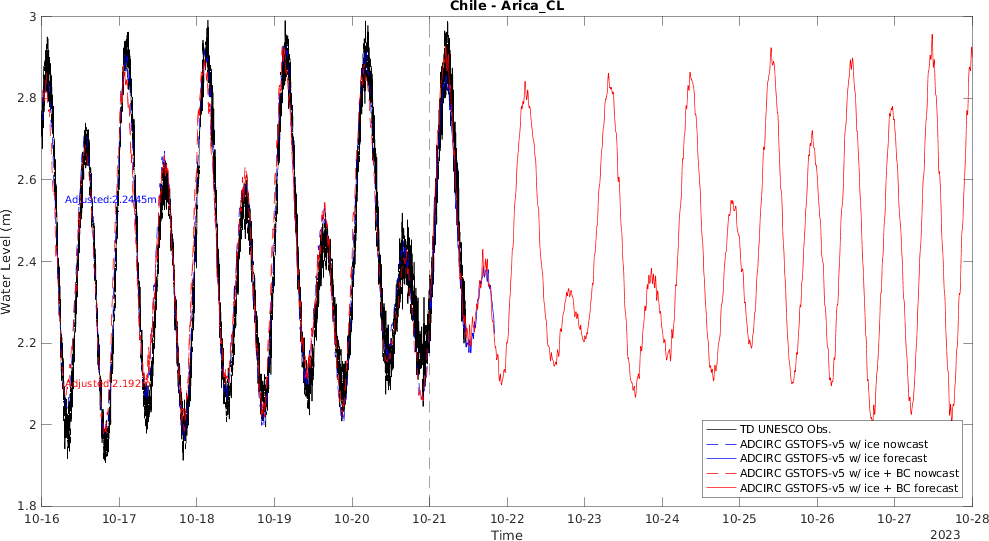 Chile - Arica_CL
3
2.8
2.6
2.4
2.2
2
1.8
Water Level (m)
Adjusted:2.2445m
Adjusted:2.192
TD UNESCO Obs.
ADCIRC GSTOFS-v5 w/ ice nowcast
ADCIRC GSTOFS-v5 w/ ice forecast
ADCIRC GSTOFS-v5 w/ ice + BC nowcast
ADCIRC GSTOFS-v5 w/ ice + BC forecast
10-16 10-17 10-18 10-19 10-20 10-21 10-22 10-23 10-24 10-25 10-26 10-27 10-28
Time
2023